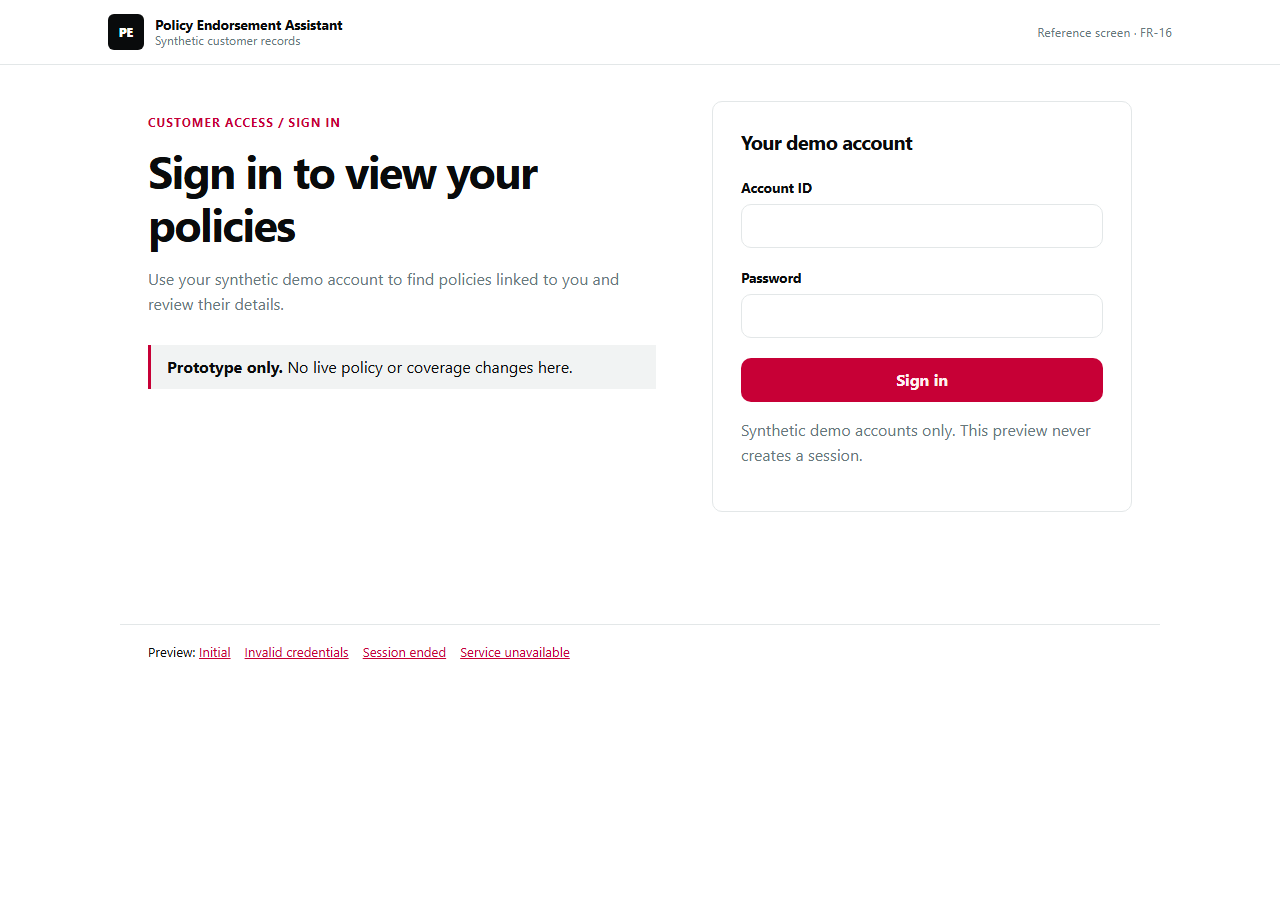 PE
Policy Endorsement Assistant
Synthetic customer records
Reference screen · FR-16
CUSTOMER ACCESS / SIGN IN
Sign in to view your
policies
Use your synthetic demo account to find policies linked to you and
review their details.
Prototype only. No live policy or coverage changes here.
Your demo account
Account ID
Password
Sign in
Synthetic demo accounts only. This preview never
creates a session.
Preview: Initial Invalid credentials Session ended Service unavailable